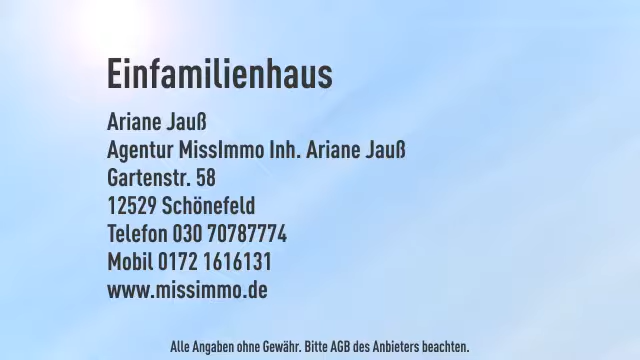 Einfamilienhaus
Ariane Jauß
Agentur MissImmo Inh. Ariane Jauß
Gartenstr. 58
12529 Schönefeld
Telefon 030 70787774
Mobil 0172 1616131
www.missimmo.de
Alle Angaben ohne Gewähr. Bitte AGB des Anbieters beachten.